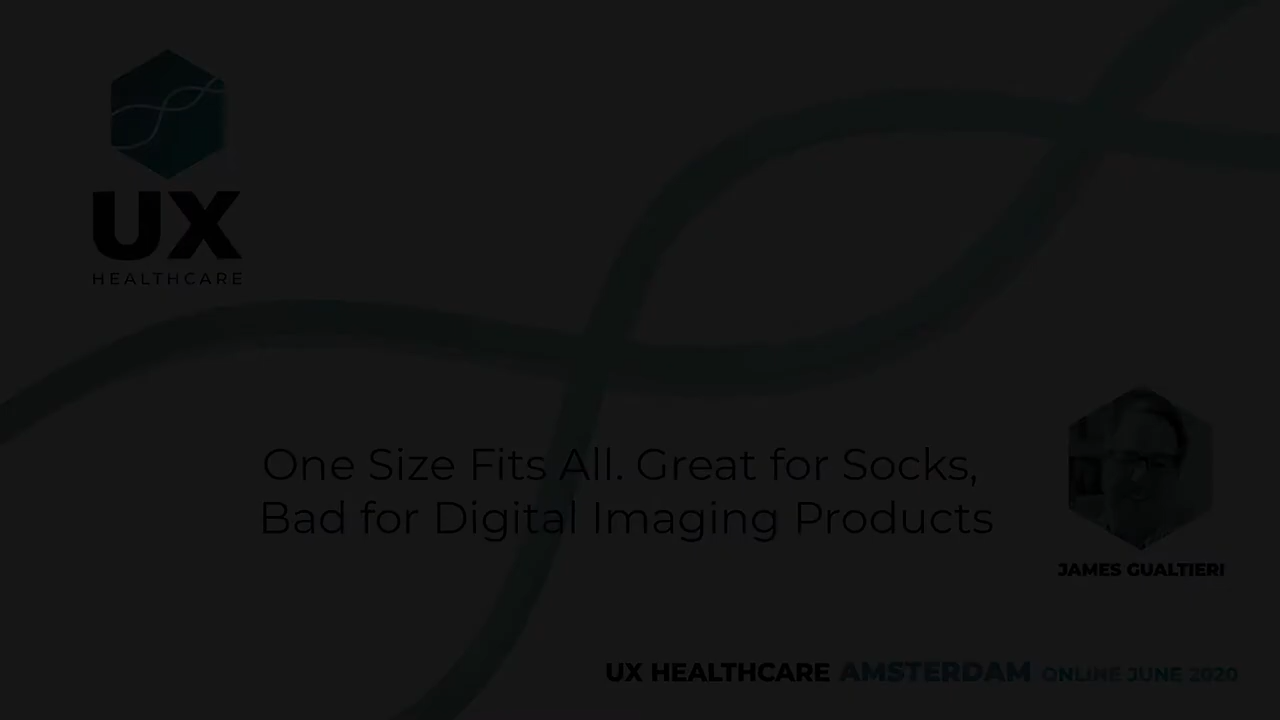 UX
HEALTHCARE
One Size Fits All. Great for Socks,
Bad for Digital Imaging Products
JAMES GUALTIERI
UX HEALTHCARE AMSTERDAM ONLINE JUNE 2020